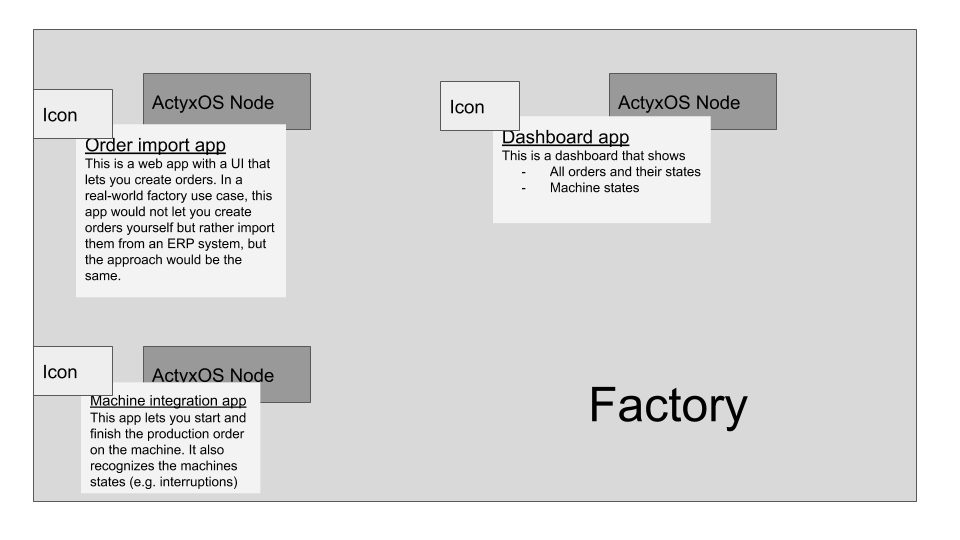 Icon
ActyxOS Node
Order import app
This is a web app with a UI that
lets you create orders. In a
real-world factory use case, this
app would not let you create
orders yourself but rather import
them from an ERP system, but
the approach would be the
same.
Icon
ActyxOS Node
Dashboard app
This is a dashboard that shows
- All orders and their states
- Machine states
Icon
ActyxOS Node
Machine integration app
This app lets you start and
finish the production order
on the machine. It also
recognizes the machines
states (e.g. interruptions)
Factory